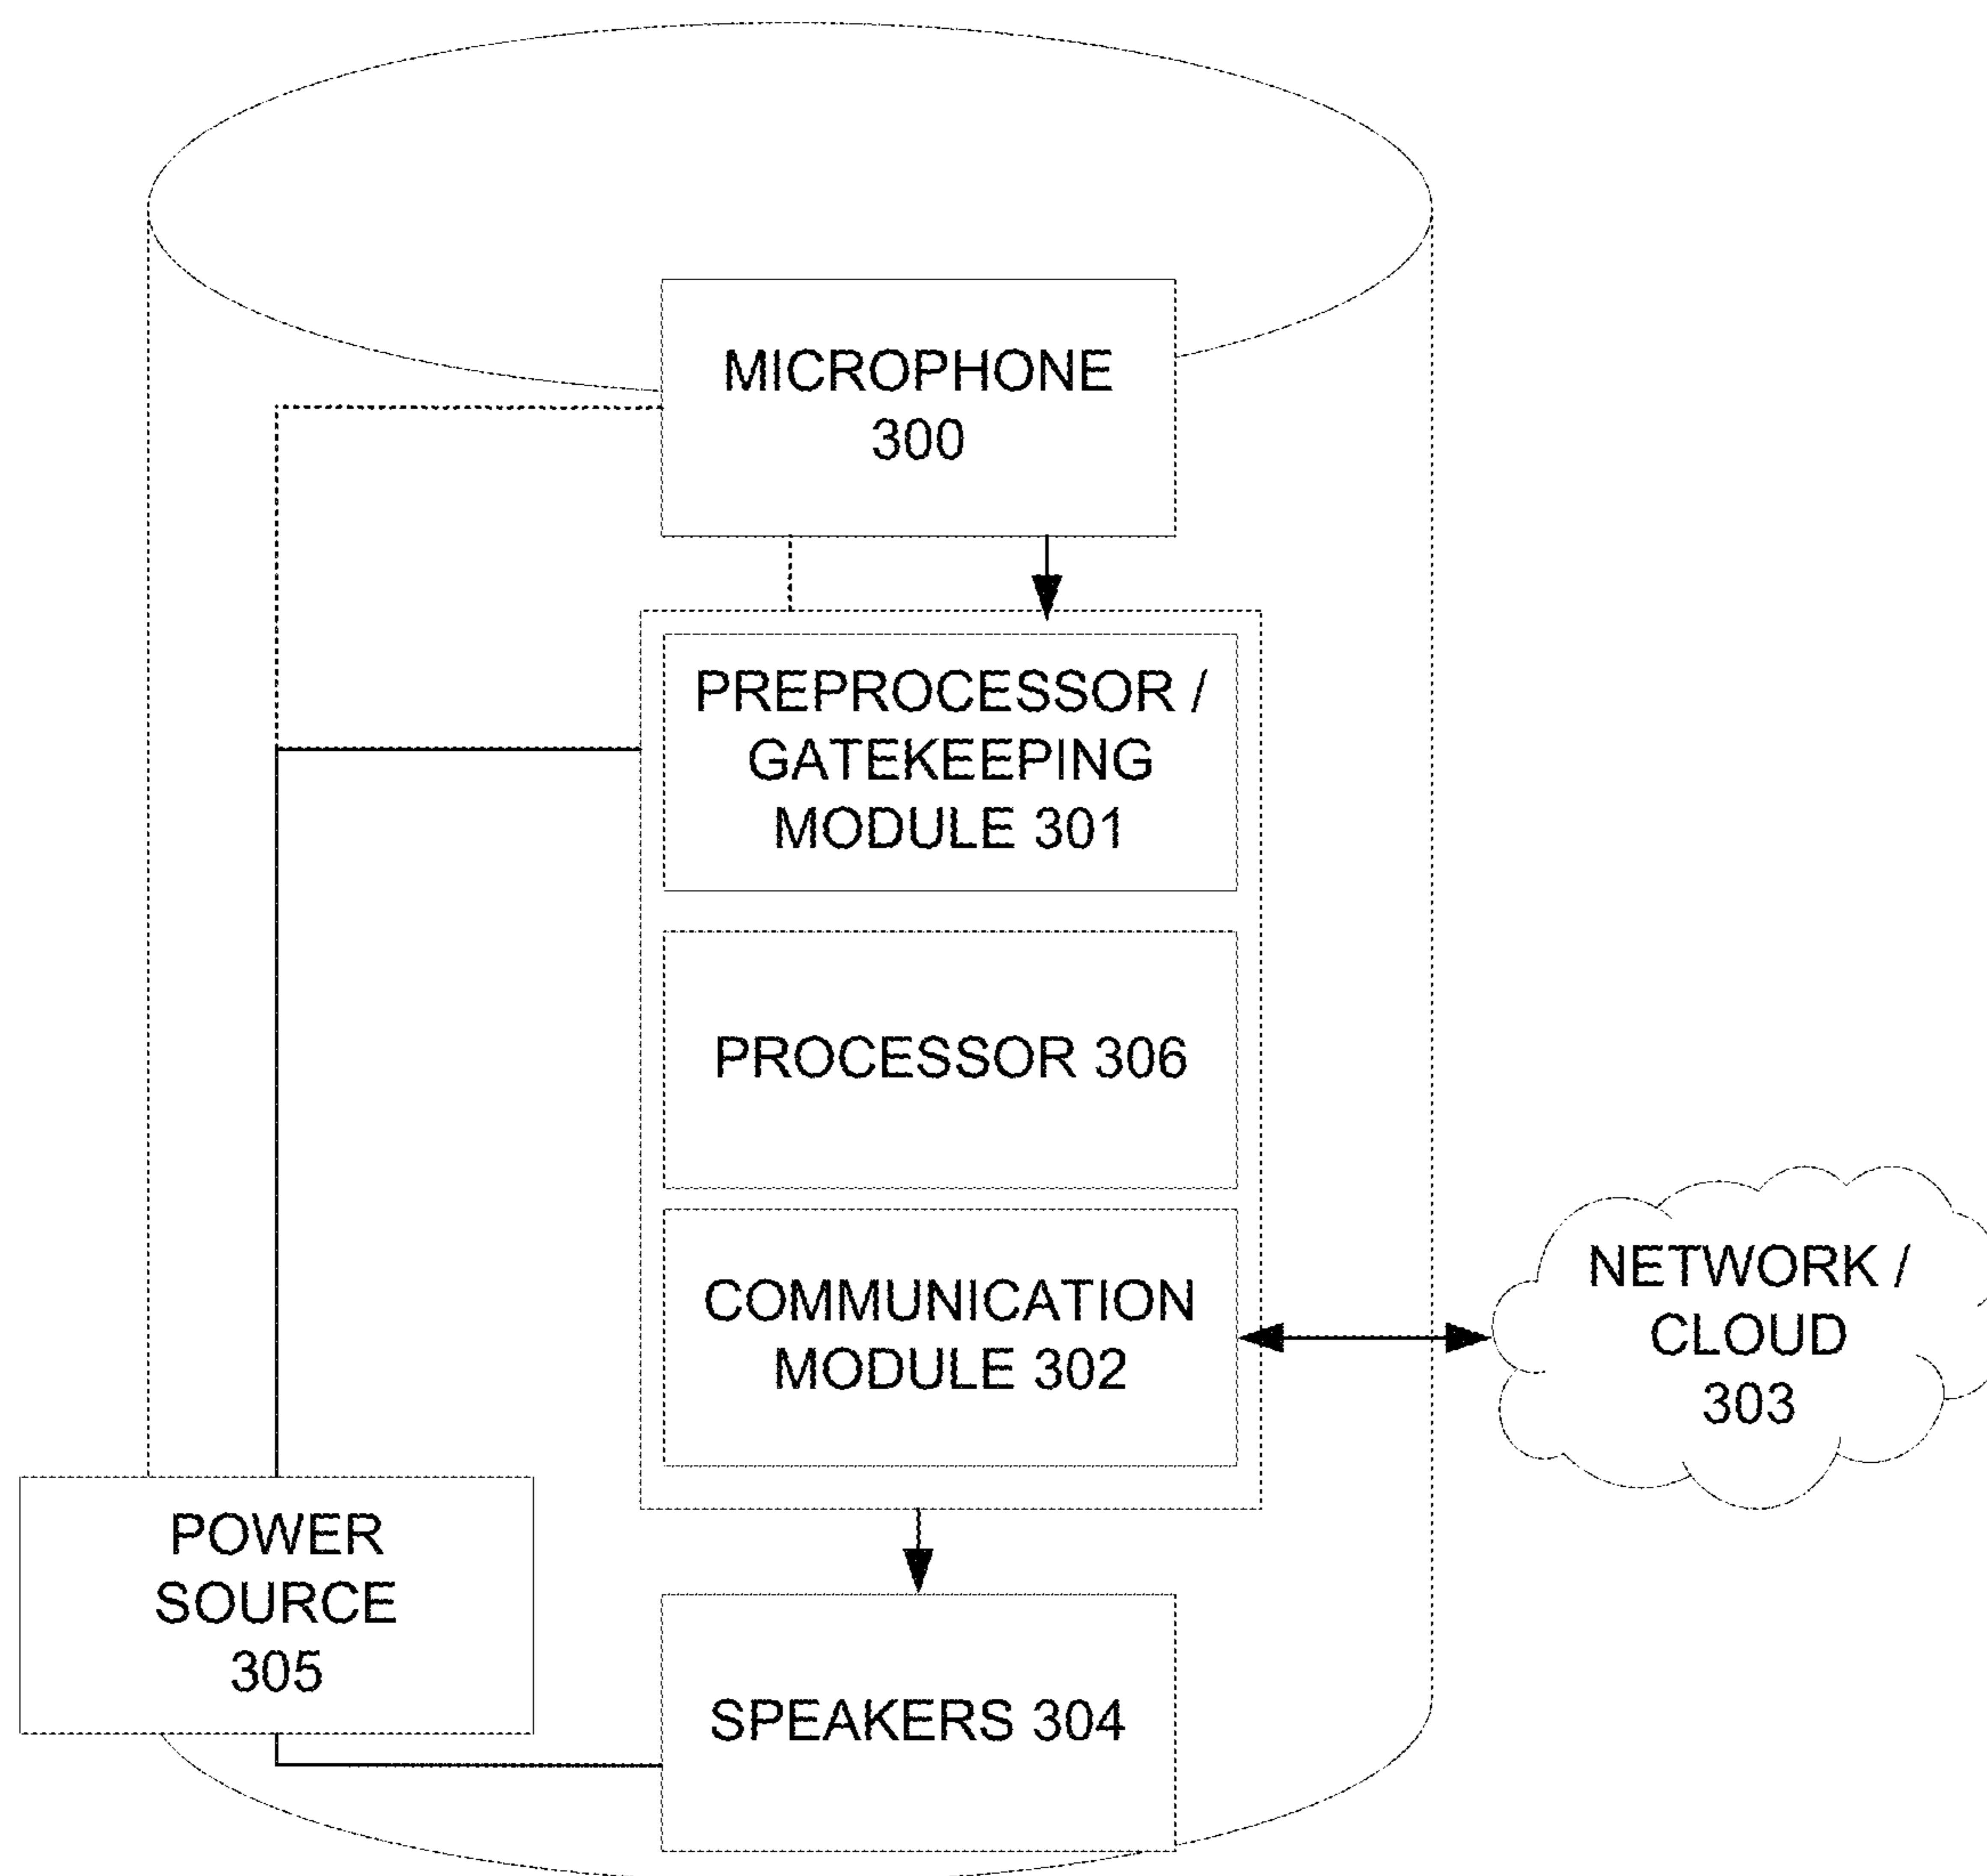 MICROPHONE
300
PREPROCESSOR /
GATEKEEPING
MODULE 301
PROCESSOR 306
COMMUNICATION
MODULE 302
NETWORK /
CLOUD
303
POWER
SOURCE
305
SPEAKERS 304